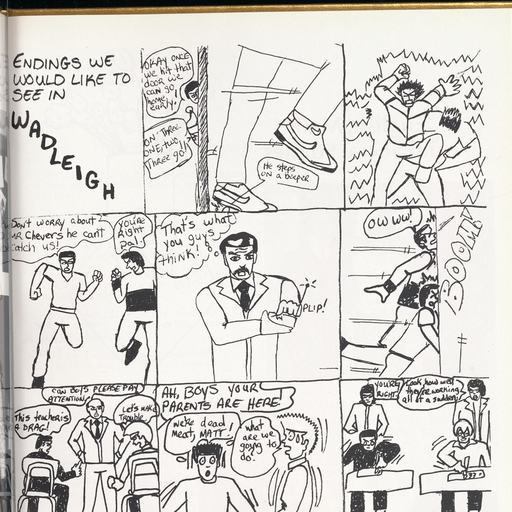 ENDINGS WE
WOULD LIKE TO
SEE IN
WADLEIGH
OKAY ONCE
we hit that
door we
can go
home
early.
ON THREE
ONE, TWO,
THREE go!
He steps
on a beeper
Don't worry about
MR Chevers he can't
catch us!
You're
Right
Pal!
That's what
you guys
think!
PLIP!
OWWW!
BOOM!
CAN BOYS PLEASE PAY
ATTENTION!
This teacher is
a DRAG!
Let's make
Trouble
AH, BOYS YOUR
PARENTS ARE HERE!
We're dead
meat, MATT!
what
are we
going to
do.
You're
Right
Look how well
they're working
all of a sudden!